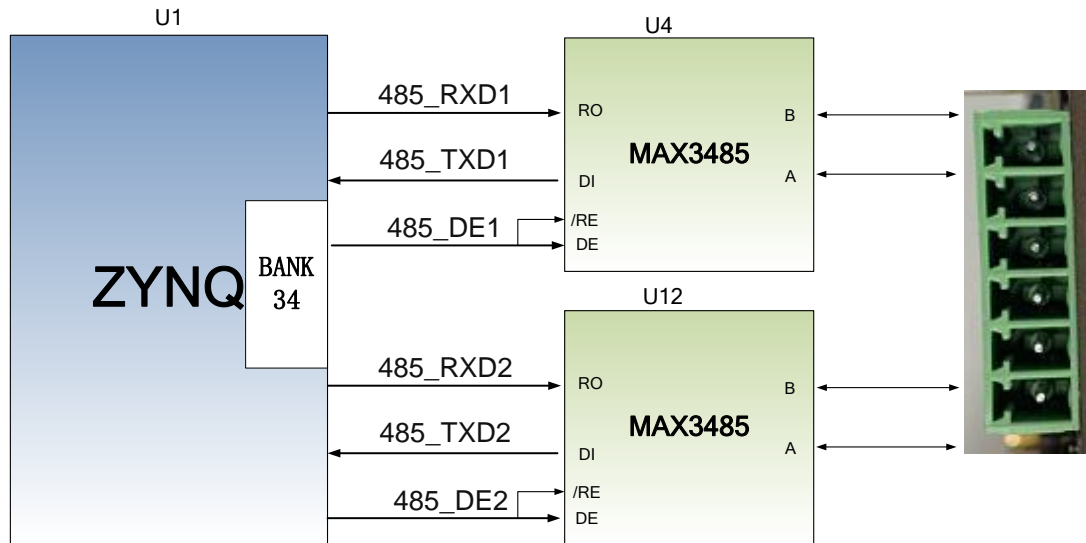 U1
ZYNQ
BANK
34
485_RXD1
485_TXD1
485_DE1
485_RXD2
485_TXD2
485_DE2
U4
RO
DI
/RE
DE
MAX3485
B
A
U12
RO
DI
/RE
DE
MAX3485
B
A